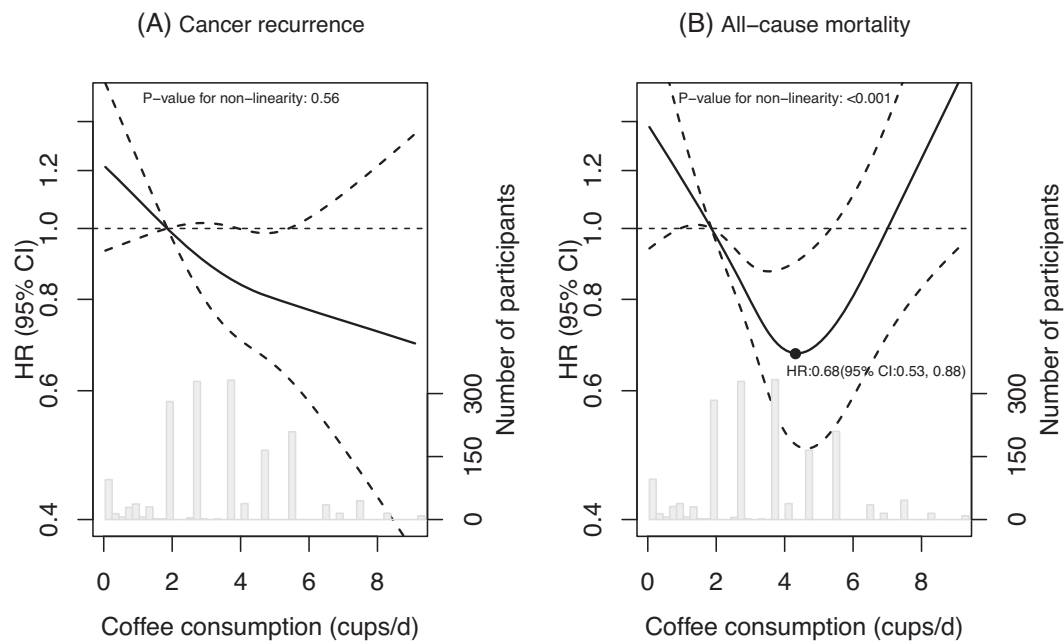 (A) Cancer recurrence
P-value for non-linearity: 0.56
HR (95% CI)
0.4 0.6 0.8 1.0 1.2
Number of participants
0 150 300
0 2 4 6 8
Coffee consumption (cups/d)
(B) All-cause mortality
P-value for non-linearity: <0.001
HR:0.68(95% CI:0.53, 0.88)
HR (95% CI)
0.4 0.6 0.8 1.0 1.2
Number of participants
0 150 300
0 2 4 6 8
Coffee consumption (cups/d)